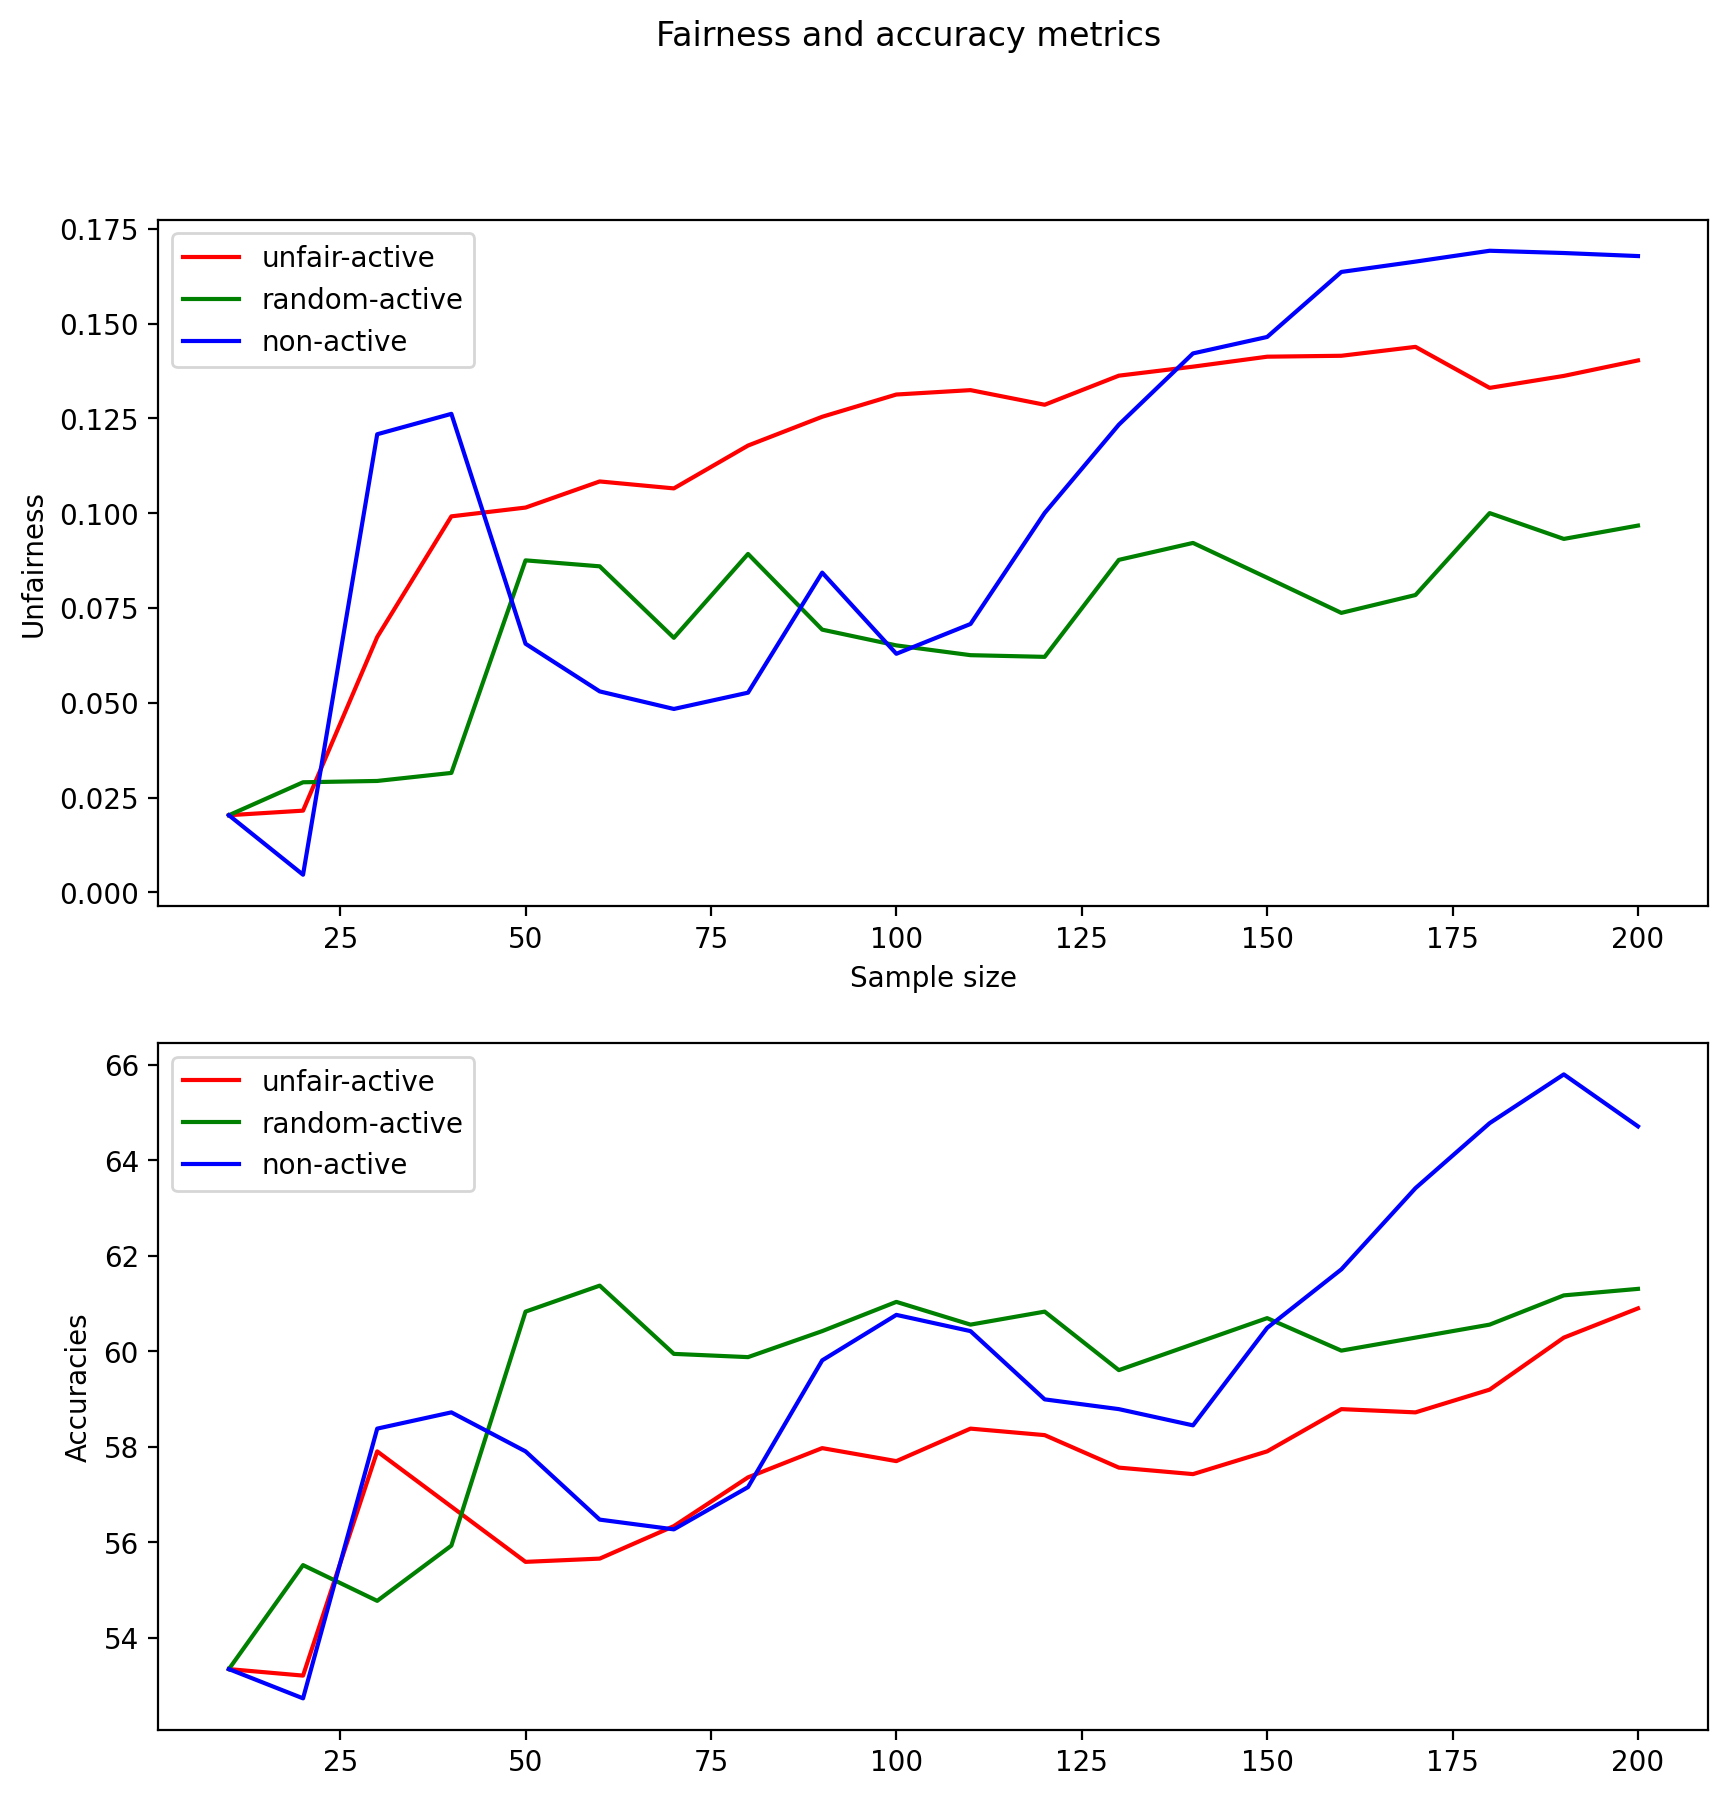 Fairness and accuracy metrics
0.175
0.150
0.125
0.100
0.075
0.050
0.025
0.000
Unfairness
unfair-active
random-active
non-active
25 50 75 100 125 150 175 200
Sample size
66
64
62
60
58
56
54
Accuracies
unfair-active
random-active
non-active
25 50 75 100 125 150 175 200